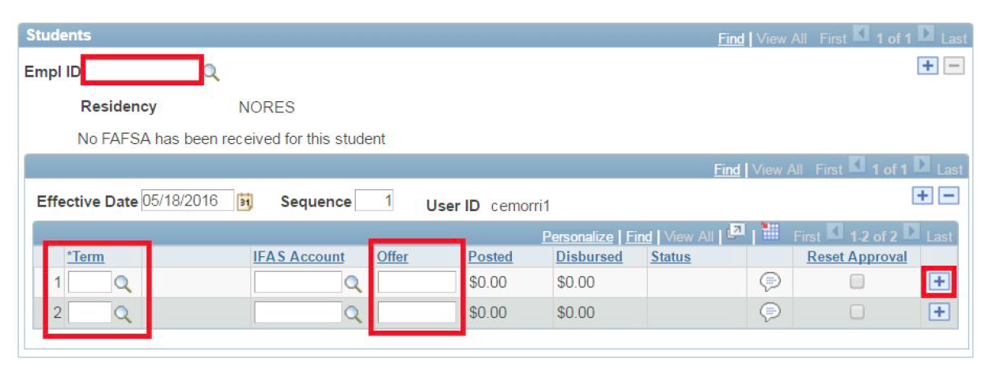 Students Find | View All First 1 of 1 Last
Empl ID
Residency NORES
No FAFSA has been received for this student
Find | View All First 1 of 1 Last
Effective Date 05/18/2016 31 Sequence 1 User ID cemorri1
Personalize | Find | View All | | First 1-2 of 2 Last
*Term IFAS Account Offer Posted Disbursed Status Reset Approval
1 $0.00 $0.00
2 $0.00 $0.00